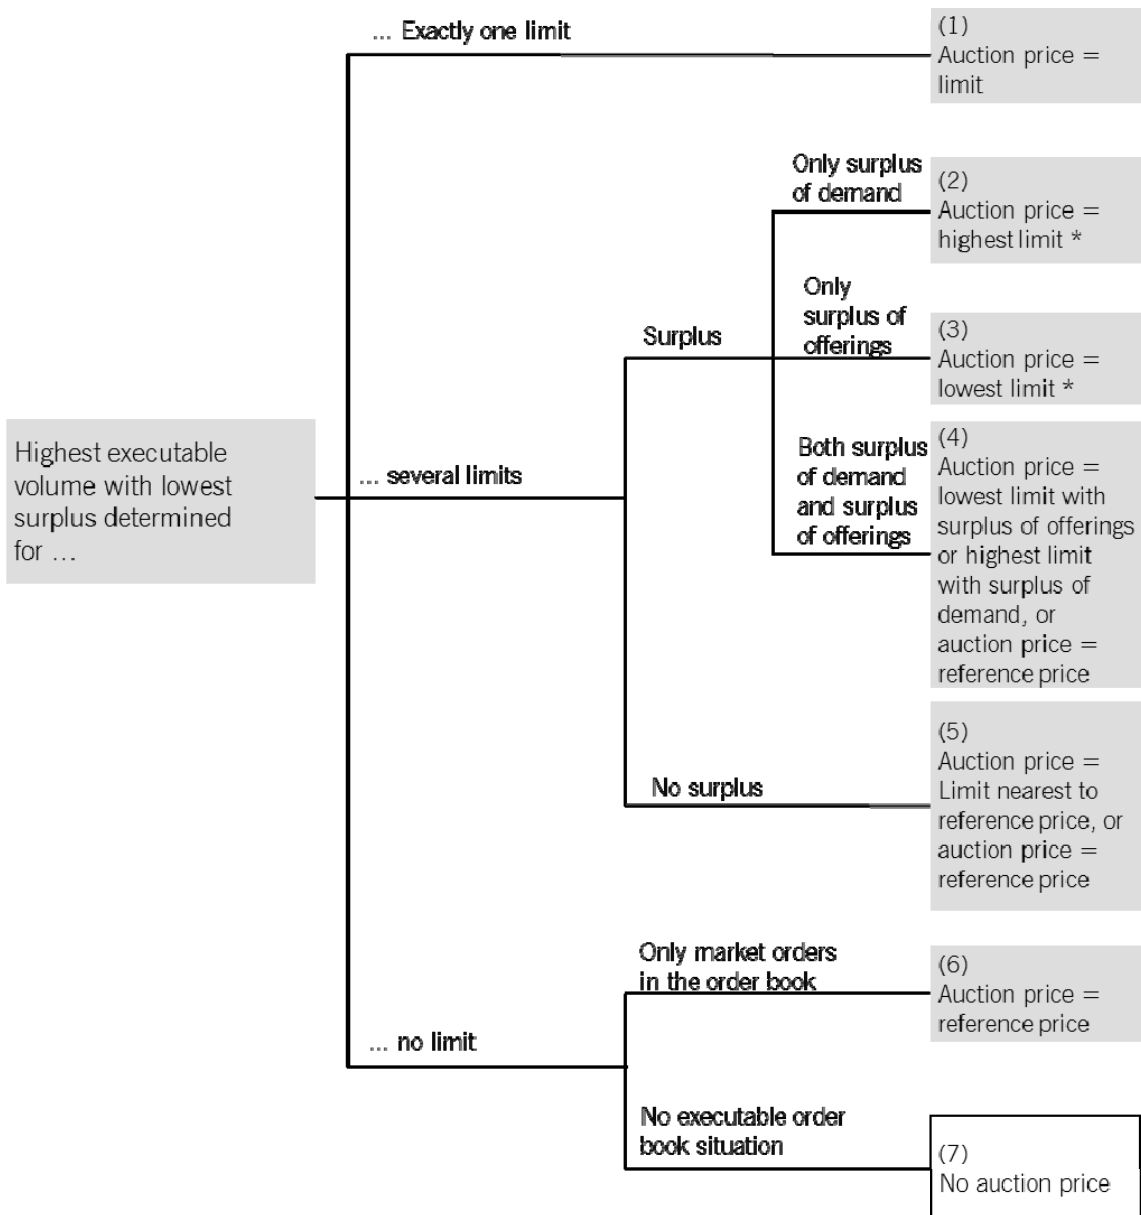 ... Exactly one limit
(1)
Auction price =
limit
Only surplus
of demand
(2)
Auction price =
highest limit *
Only
surplus of
offerings
Surplus
(3)
Auction price =
lowest limit *
Highest executable
volume with lowest
surplus determined
for ...
... several limits
Both surplus
of demand
and surplus
of offerings
(4)
Auction price =
lowest limit with
surplus of offerings
or highest limit
with surplus of
demand, or
auction price =
reference price
No surplus
(5)
Auction price =
Limit nearest to
reference price, or
auction price =
reference price
... no limit
Only market orders
in the order book
(6)
Auction price =
reference price
No executable order
book situation
(7)
No auction price